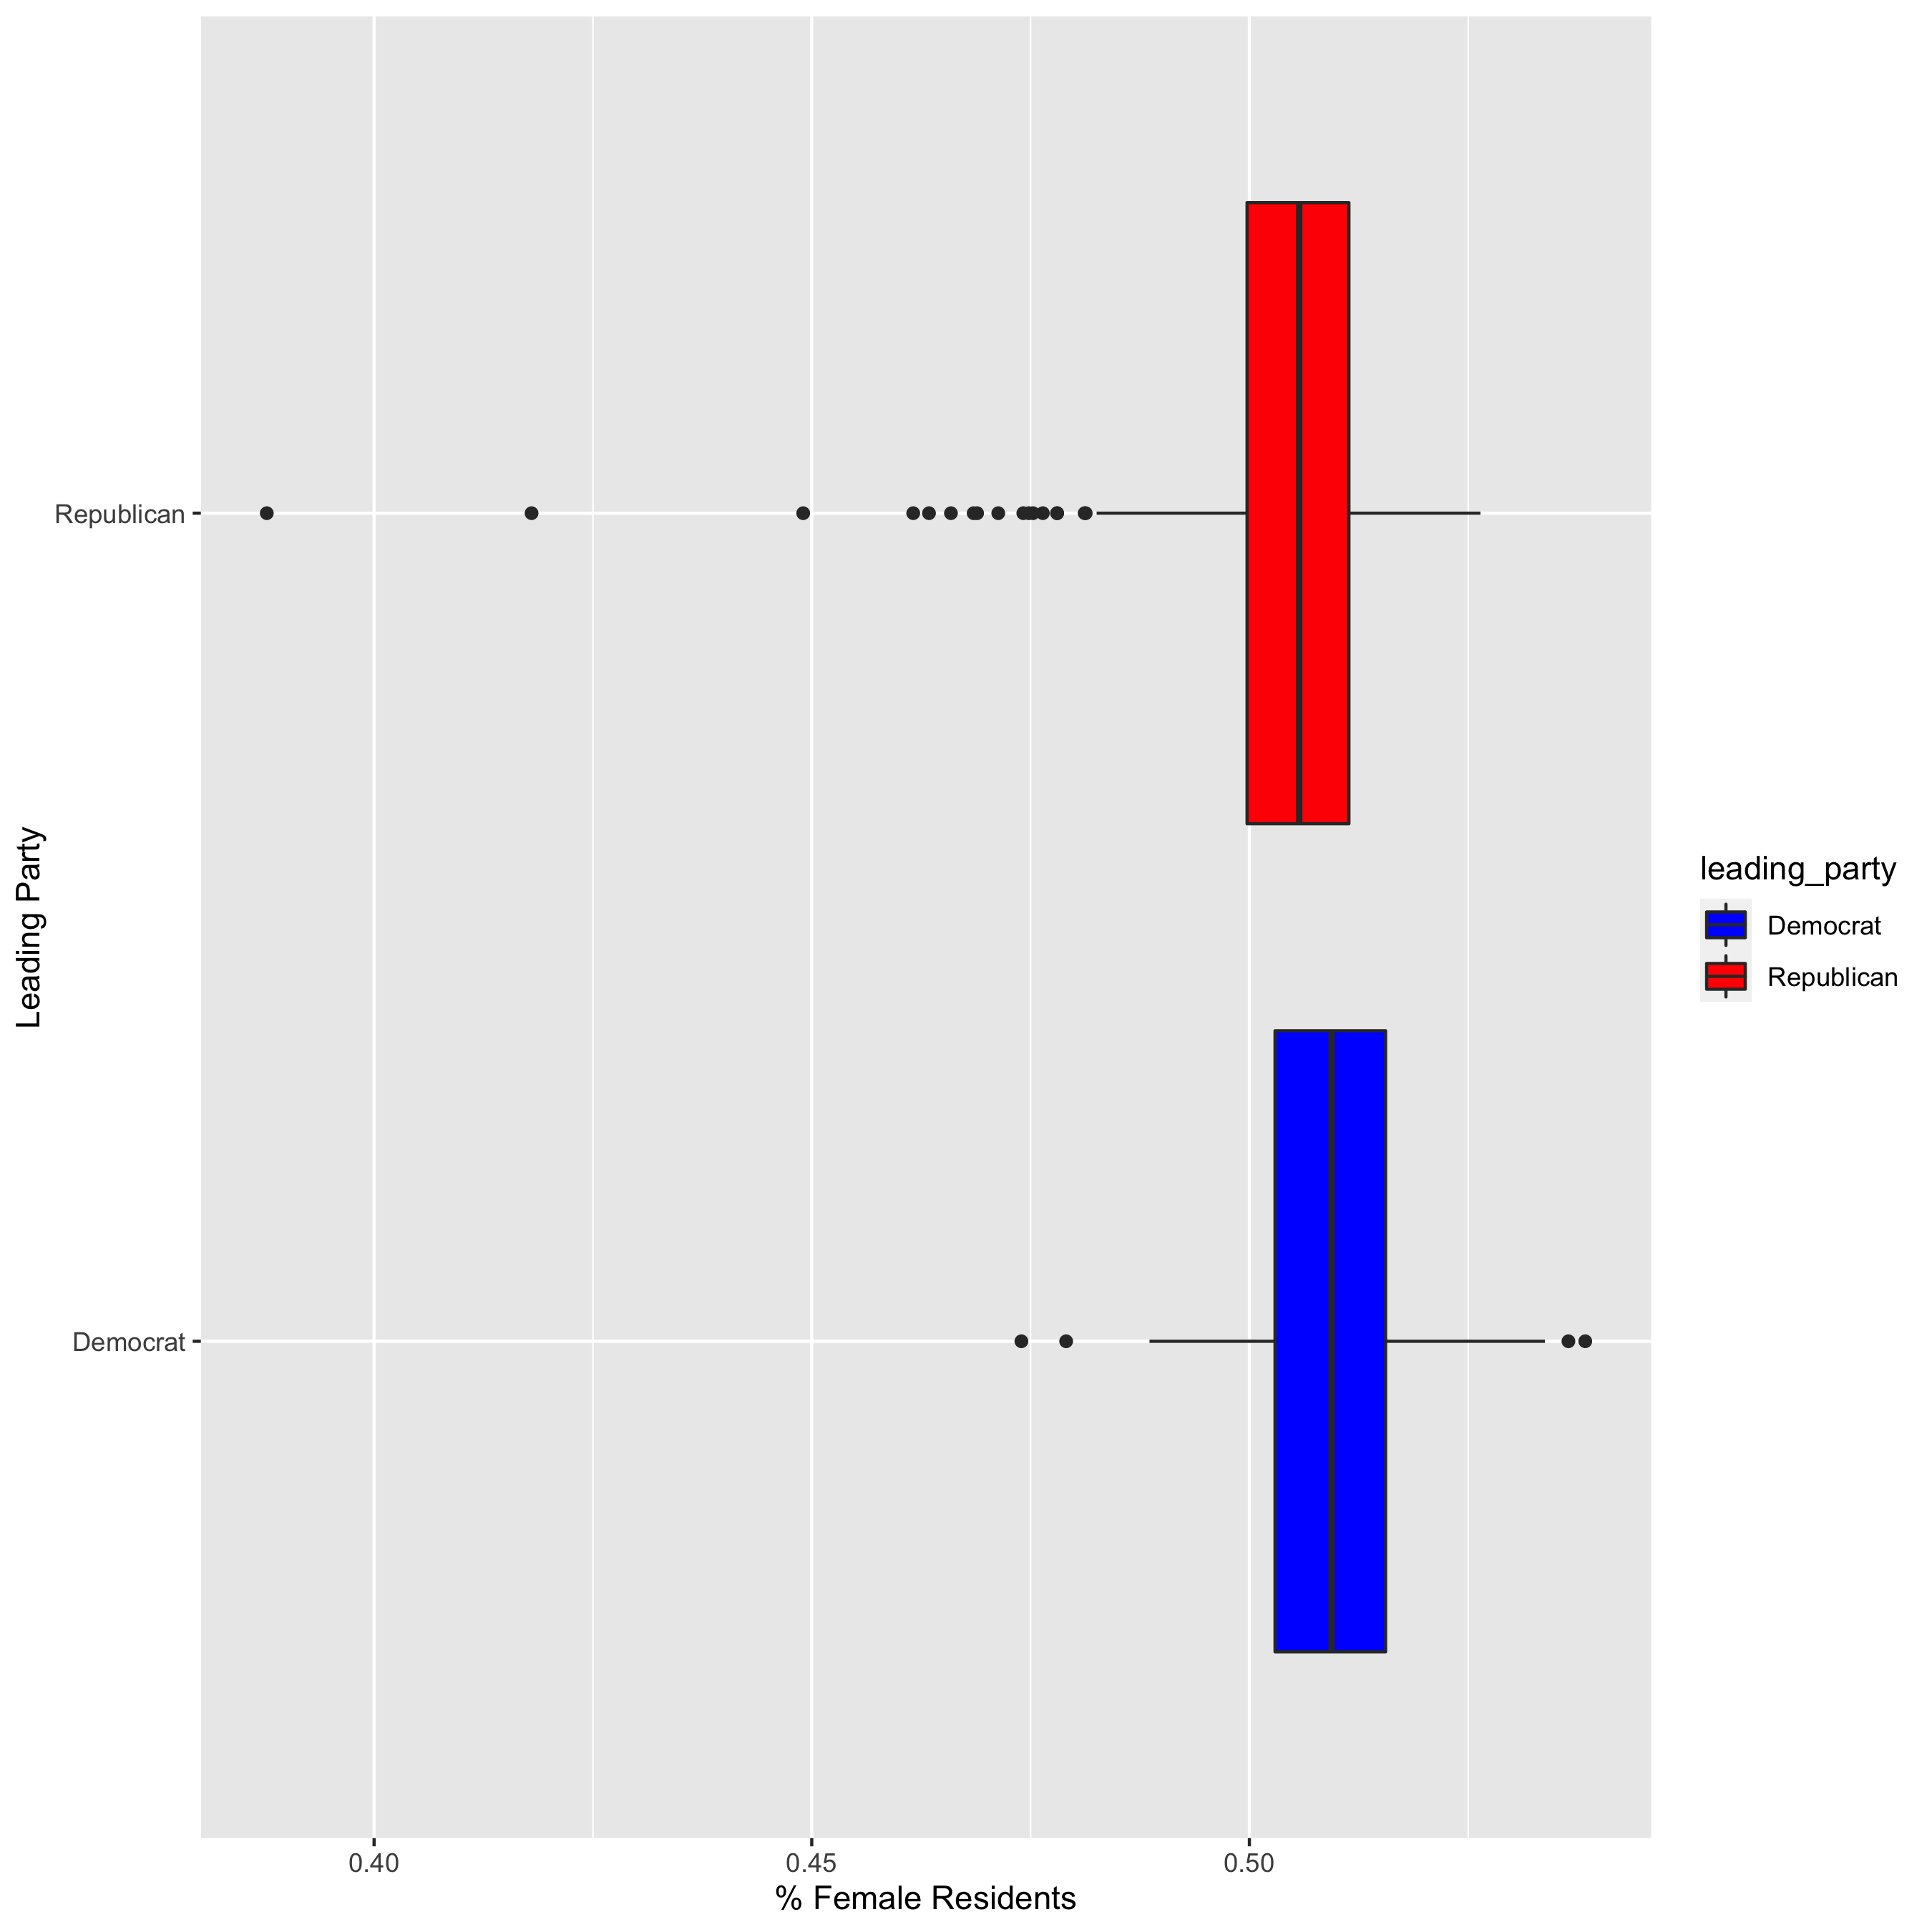 Leading Party
Republican
Democrat
0.40
0.45
0.50
% Female Residents
leading_party
Democrat
Republican